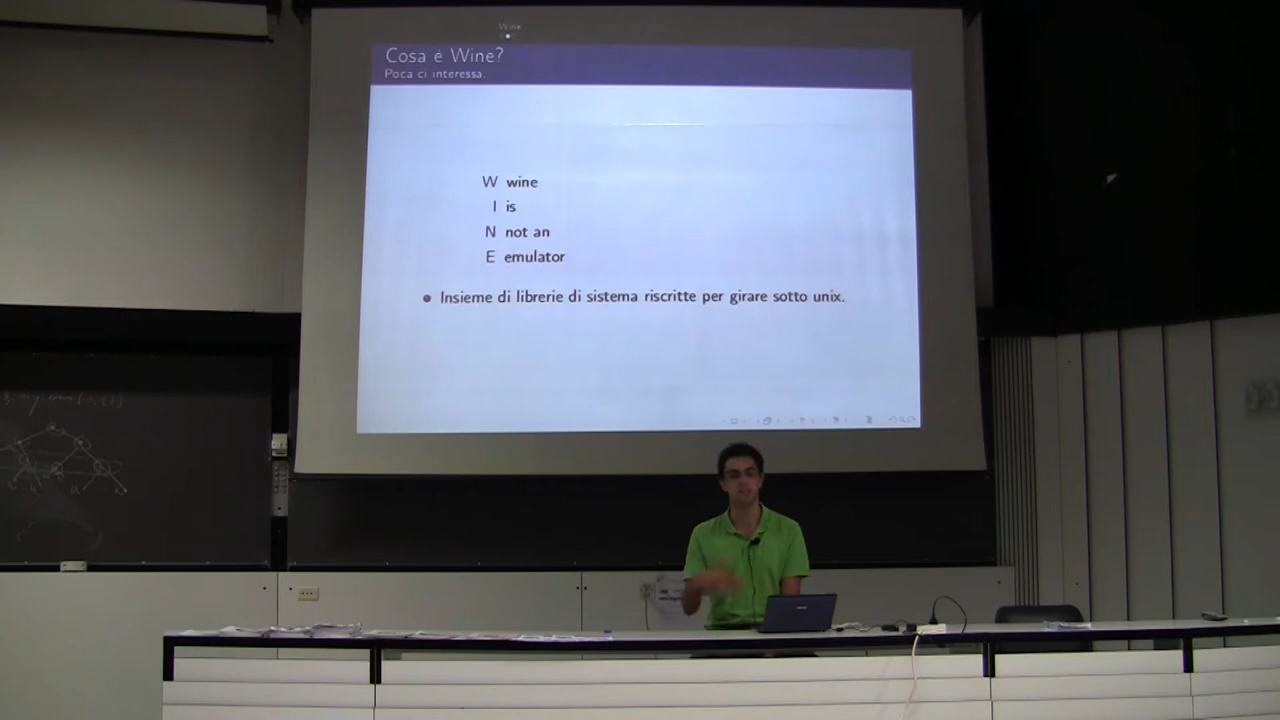 Wine
Cosa è Wine?
Poca ci interessa.
W wine
I is
N not an
E emulator
Insieme di librerie di sistema riscritte per girare sotto unix.